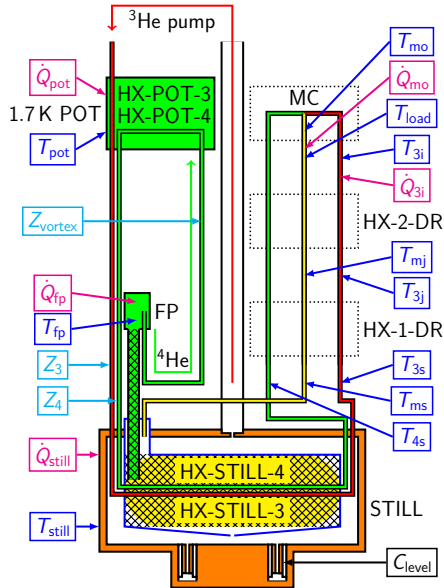 ³He pump
Q̇pot
1.7 K POT
Tpot
HX-POT-3
HX-POT-4
MC
Tmo
Q̇mo
Tload
T3i
Q̇3i
Zvortex
HX-2-DR
Q̇fp
FP
Tfp
⁴He
Tmj
T3j
HX-1-DR
Z3
Z4
T3s
Tms
T4s
Q̇still
HX-STILL-4
HX-STILL-3
STILL
Tstill
Clevel